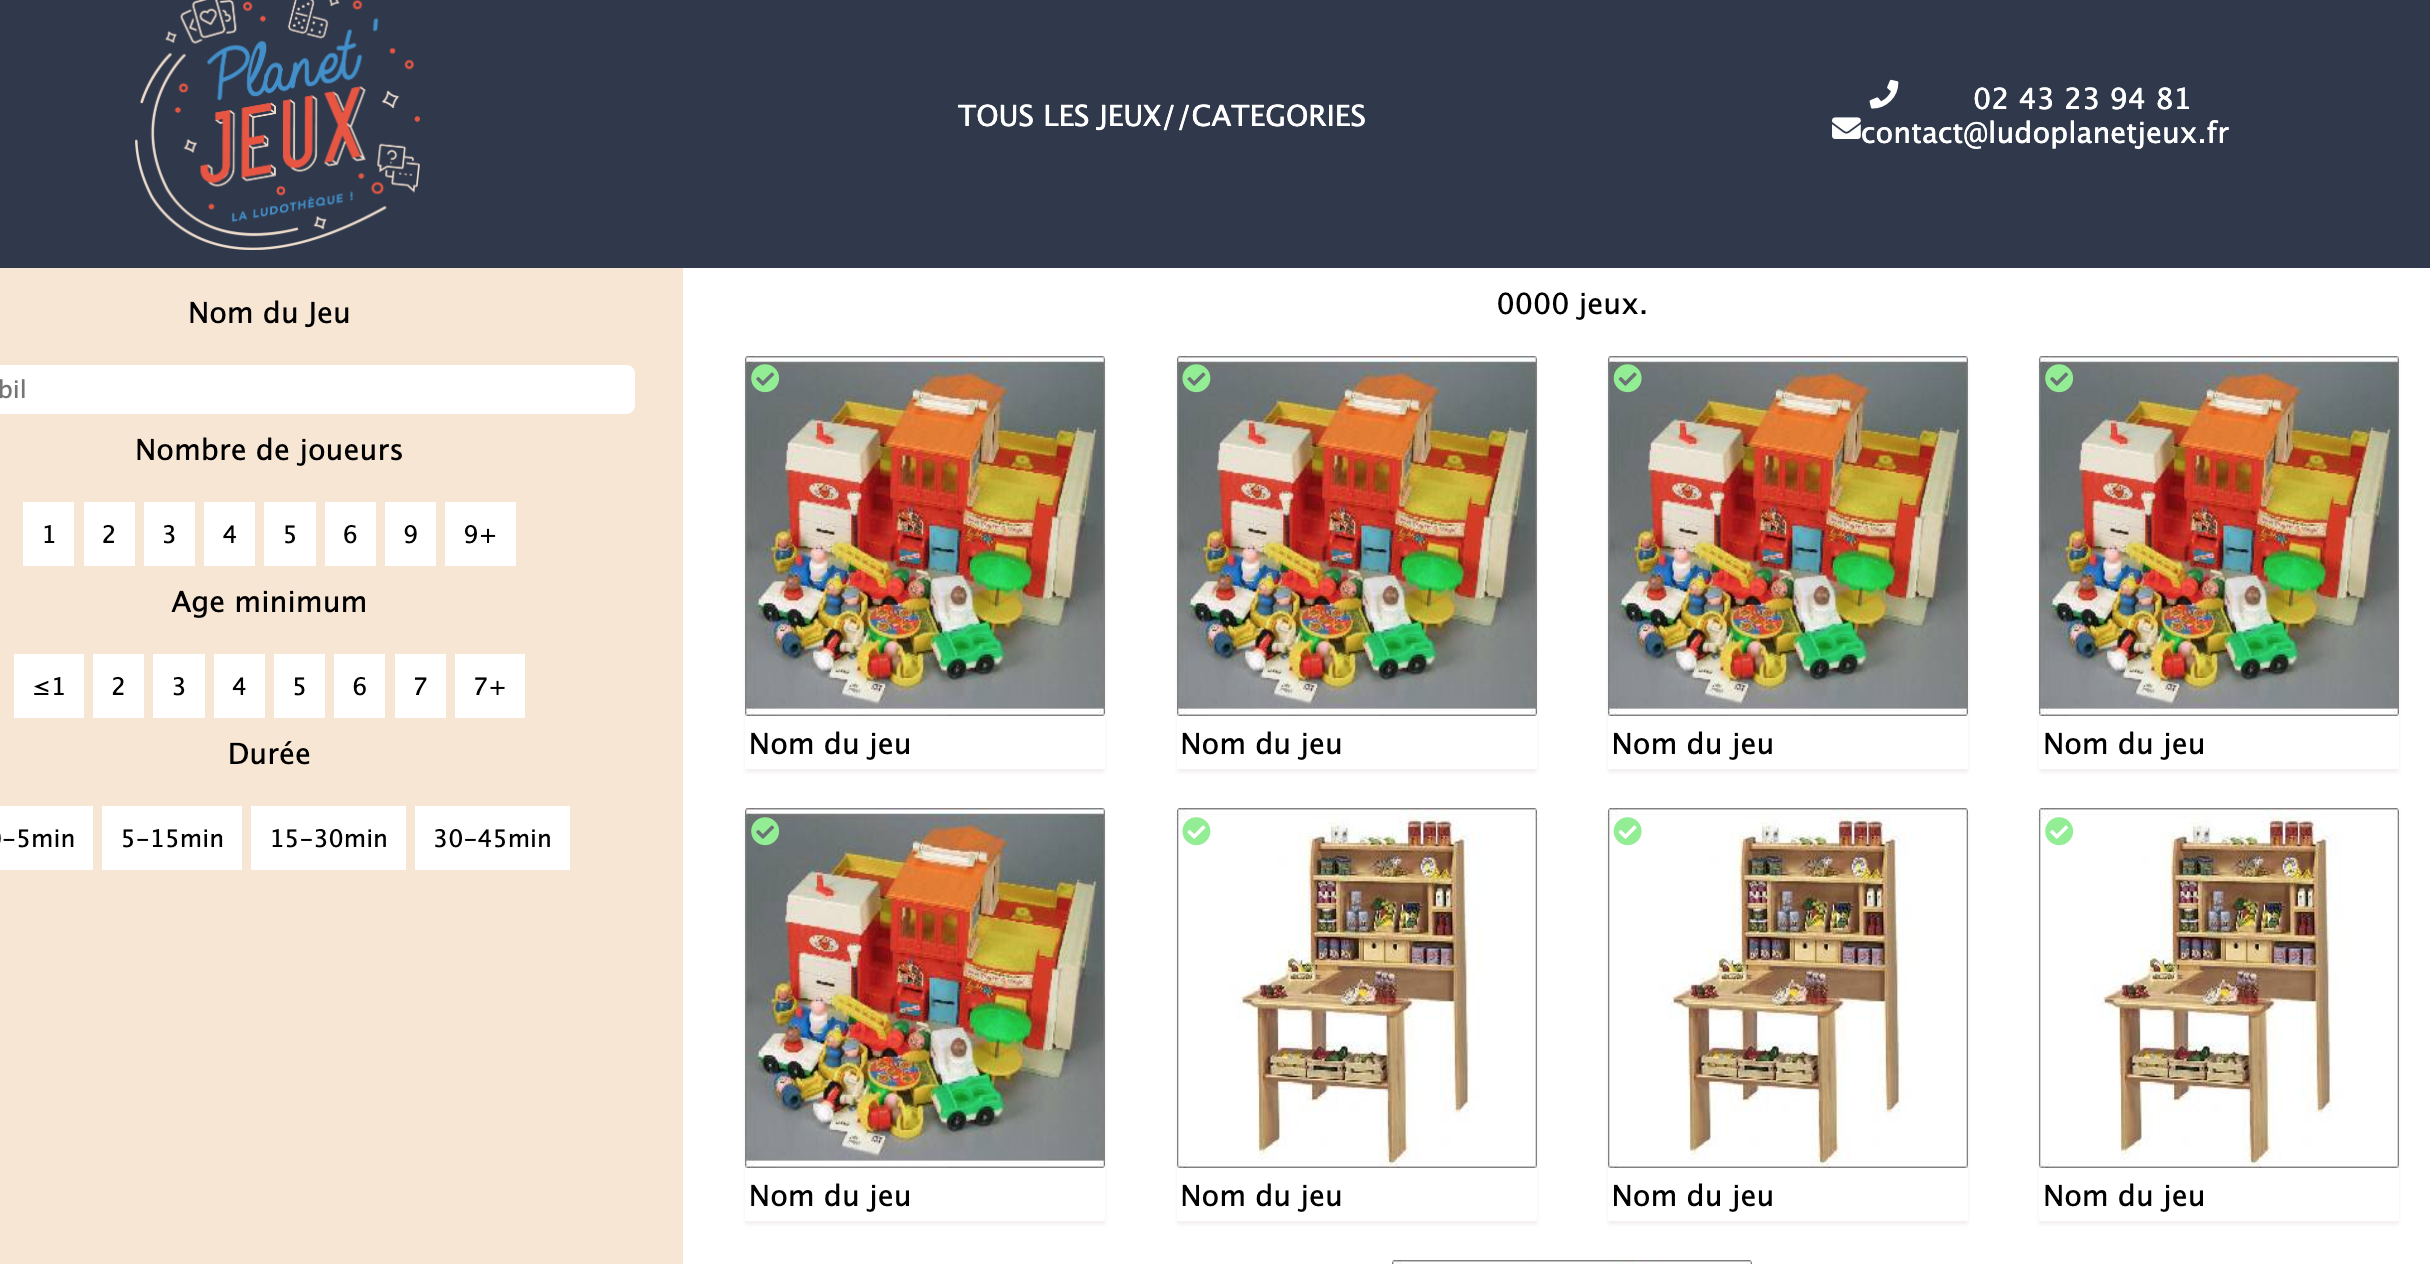 Planet'
JEUX
LA LUDOTHÈQUE !
TOUS LES JEUX//CATEGORIES
02 43 23 94 81
contact@ludoplanetjeux.fr
Nom du Jeu
bil
Nombre de joueurs
1 2 3 4 5 6 9 9+
Age minimum
≤1 2 3 4 5 6 7 7+
Durée
-5min 5-15min 15-30min 30-45min
0000 jeux.
Nom du jeu
Nom du jeu
Nom du jeu
Nom du jeu
Nom du jeu
Nom du jeu
Nom du jeu
Nom du jeu